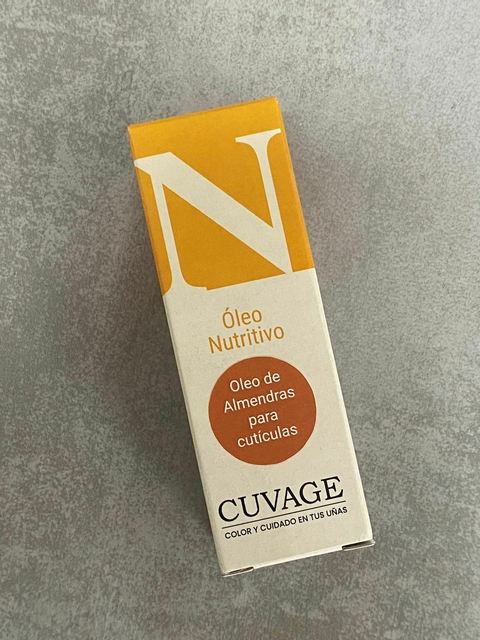 N
Óleo
Nutritivo
Oleo de
Almendras
para
cutículas
CUVAGE
COLOR Y CUIDADO EN TUS UÑAS